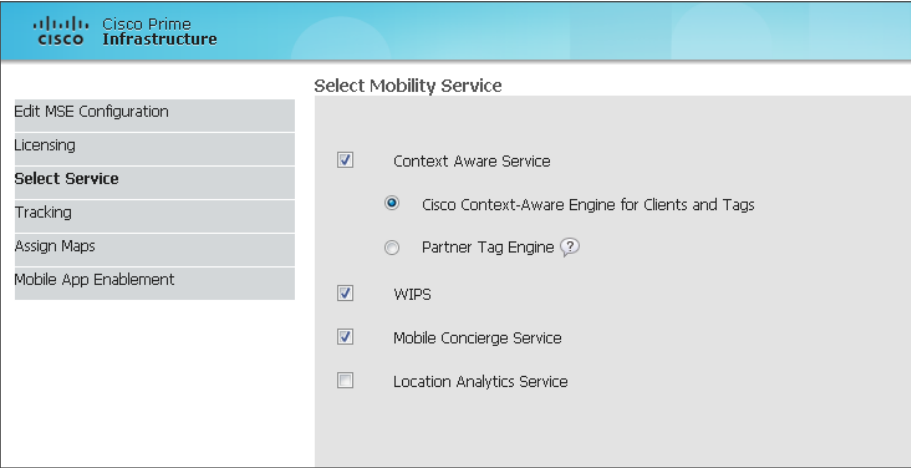 Cisco Prime
CISCO Infrastructure
Select Mobility Service
Edit MSE Configuration
Licensing
Select Service
Tracking
Assign Maps
Mobile App Enablement
Context Aware Service
Cisco Context-Aware Engine for Clients and Tags
Partner Tag Engine ?
WIPS
Mobile Concierge Service
Location Analytics Service